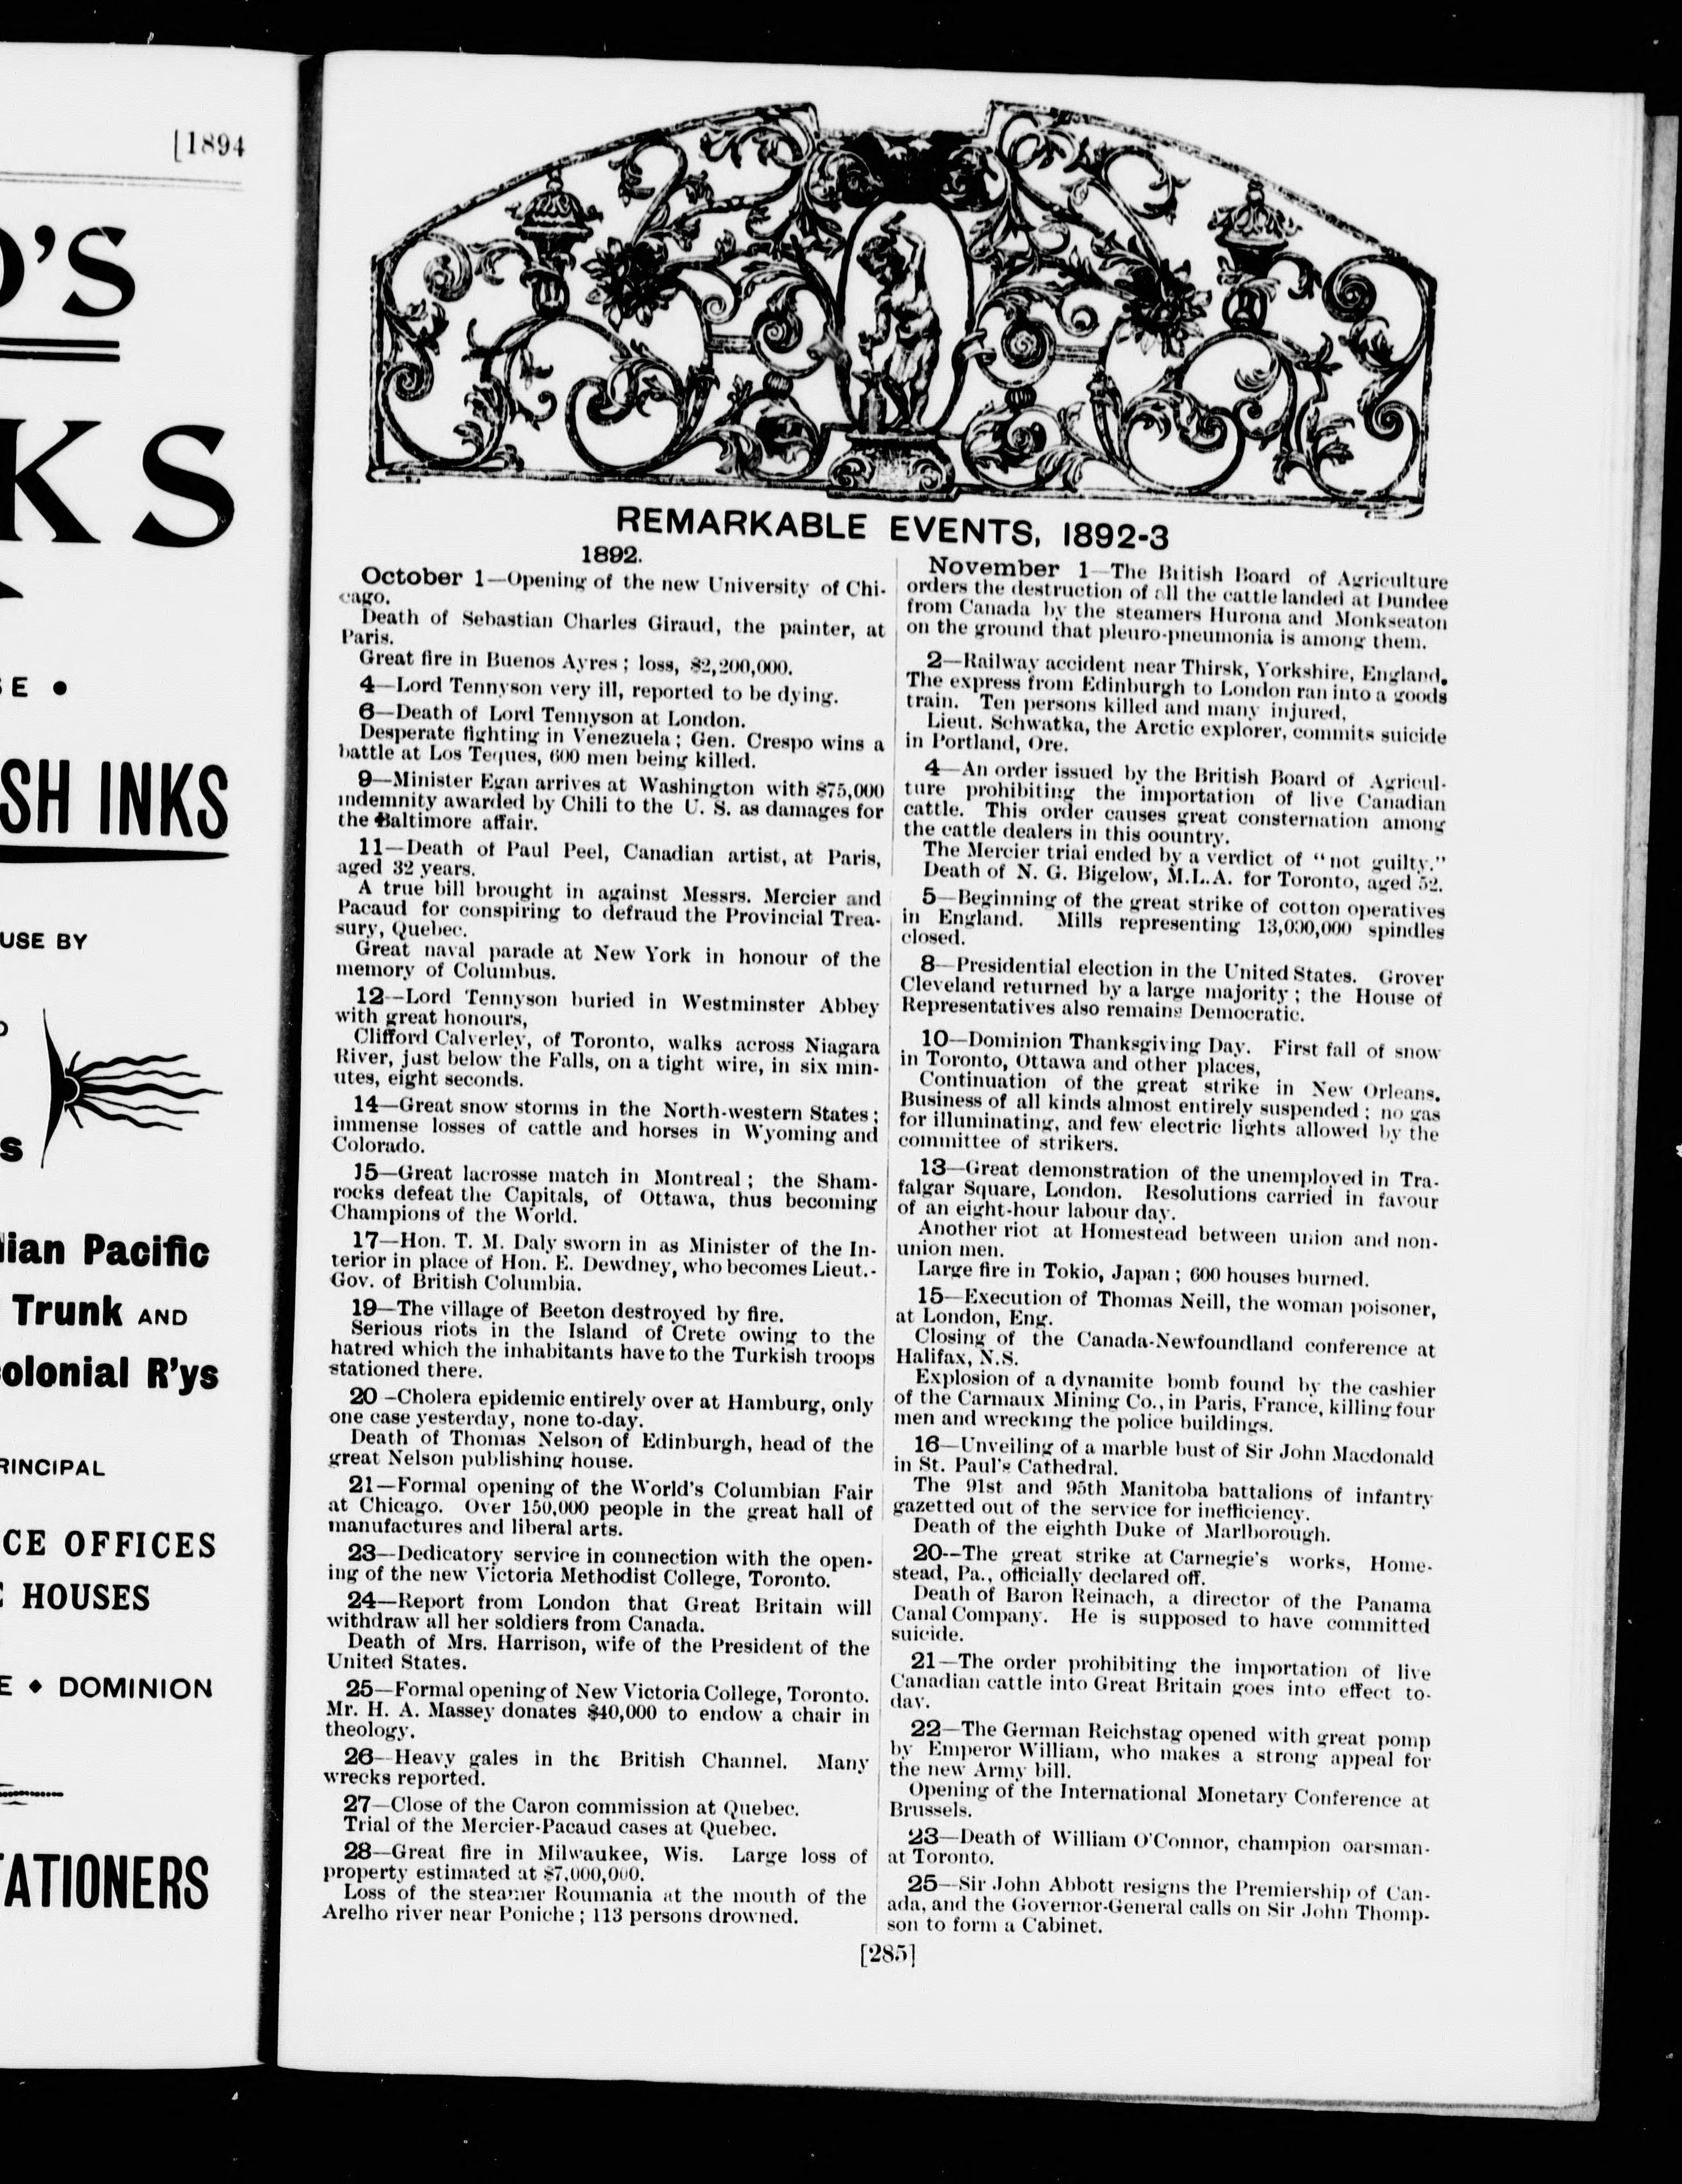 [1894
'S
KS
SE •
SH INKS
USE BY
S
dian Pacific
Trunk AND
colonial R'ys
PRINCIPAL
CE OFFICES
HOUSES
E ♦ DOMINION
TATIONERS
REMARKABLE EVENTS, 1892-3
1892.
October 1—Opening of the new University of Chi-
cago.
Death of Sebastian Charles Giraud, the painter, at
Paris.
Great fire in Buenos Ayres; loss, $2,200,000.
4—Lord Tennyson very ill, reported to be dying.
6—Death of Lord Tennyson at London.
Desperate fighting in Venezuela; Gen. Crespo wins a
battle at Los Teques, 600 men being killed.
9—Minister Egan arrives at Washington with $75,000
indemnity awarded by Chili to the U. S. as damages for
the Baltimore affair.
11—Death of Paul Peel, Canadian artist, at Paris,
aged 32 years.
A true bill brought in against Messrs. Mercier and
Pacaud for conspiring to defraud the Provincial Trea-
sury, Quebec.
Great naval parade at New York in honour of the
memory of Columbus.
12—Lord Tennyson buried in Westminster Abbey
with great honours,
Clifford Calverley, of Toronto, walks across Niagara
River, just below the Falls, on a tight wire, in six min-
utes, eight seconds.
14—Great snow storms in the North-western States;
immense losses of cattle and horses in Wyoming and
Colorado.
15—Great lacrosse match in Montreal; the Sham-
rocks defeat the Capitals, of Ottawa, thus becoming
Champions of the World.
17—Hon. T. M. Daly sworn in as Minister of the In-
terior in place of Hon. E. Dewdney, who becomes Lieut.-
Gov. of British Columbia.
19—The village of Beeton destroyed by fire.
Serious riots in the Island of Crete owing to the
hatred which the inhabitants have to the Turkish troops
stationed there.
20—Cholera epidemic entirely over at Hamburg, only
one case yesterday, none to-day.
Death of Thomas Nelson of Edinburgh, head of the
great Nelson publishing house.
21—Formal opening of the World's Columbian Fair
at Chicago. Over 150,000 people in the great hall of
manufactures and liberal arts.
23—Dedicatory service in connection with the open-
ing of the new Victoria Methodist College, Toronto.
24—Report from London that Great Britain will
withdraw all her soldiers from Canada.
Death of Mrs. Harrison, wife of the President of the
United States.
25—Formal opening of New Victoria College, Toronto.
Mr. H. A. Massey donates $40,000 to endow a chair in
theology.
26—Heavy gales in the British Channel. Many
wrecks reported.
27—Close of the Caron commission at Quebec.
Trial of the Mercier-Pacaud cases at Quebec.
28—Great fire in Milwaukee, Wis. Large loss of
property estimated at $7,000,000.
Loss of the steamer Roumania at the mouth of the
Arelho river near Poniche; 113 persons drowned.
November 1—The British Board of Agriculture
orders the destruction of all the cattle landed at Dundee
from Canada by the steamers Hurona and Monkseaton
on the ground that pleuro-pneumonia is among them.
2—Railway accident near Thirsk, Yorkshire, England.
The express from Edinburgh to London ran into a goods
train. Ten persons killed and many injured,
Lieut. Schwatka, the Arctic explorer, commits suicide
in Portland, Ore.
4—An order issued by the British Board of Agricul-
ture prohibiting the importation of live Canadian
cattle. This order causes great consternation among
the cattle dealers in this oountry.
The Mercier trial ended by a verdict of "not guilty."
Death of N. G. Bigelow, M.L.A. for Toronto, aged 52.
5—Beginning of the great strike of cotton operatives
in England. Mills representing 13,000,000 spindles
closed.
8—Presidential election in the United States. Grover
Cleveland returned by a large majority; the House of
Representatives also remains Democratic.
10—Dominion Thanksgiving Day. First fall of snow
in Toronto, Ottawa and other places,
Continuation of the great strike in New Orleans.
Business of all kinds almost entirely suspended; no gas
for illuminating, and few electric lights allowed by the
committee of strikers.
13—Great demonstration of the unemployed in Tra-
falgar Square, London. Resolutions carried in favour
of an eight-hour labour day.
Another riot at Homestead between union and non-
union men.
Large fire in Tokio, Japan; 600 houses burned.
15—Execution of Thomas Neill, the woman poisoner,
at London, Eng.
Closing of the Canada-Newfoundland conference at
Halifax, N.S.
Explosion of a dynamite bomb found by the cashier
of the Carmaux Mining Co., in Paris, France, killing four
men and wrecking the police buildings.
16—Unveiling of a marble bust of Sir John Macdonald
in St. Paul's Cathedral.
The 91st and 95th Manitoba battalions of infantry
gazetted out of the service for inefficiency.
Death of the eighth Duke of Marlborough.
20—The great strike at Carnegie's works, Home-
stead, Pa., officially declared off.
Death of Baron Reinach, a director of the Panama
Canal Company. He is supposed to have committed
suicide.
21—The order prohibiting the importation of live
Canadian cattle into Great Britain goes into effect to-
day.
22—The German Reichstag opened with great pomp
by Emperor William, who makes a strong appeal for
the new Army bill.
Opening of the International Monetary Conference at
Brussels.
23—Death of William O'Connor, champion oarsman-
at Toronto.
25—Sir John Abbott resigns the Premiership of Can-
ada, and the Governor-General calls on Sir John Thomp-
son to form a Cabinet.
[285]